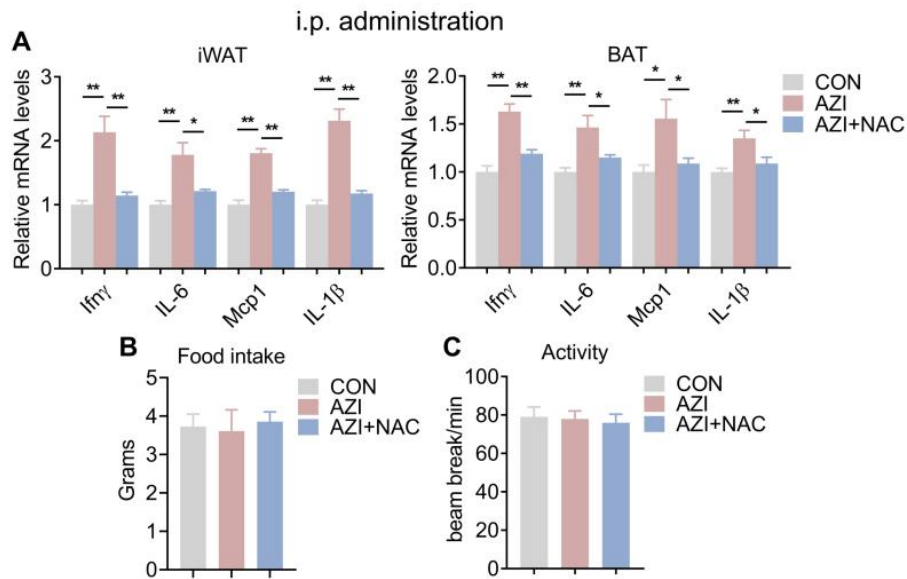 i.p. administration
A
iWAT
Relative mRNA levels
3
2
1
0
** ** ** * ** ** ** **
Ifnγ IL-6 Mcp1 IL-1β
BAT
Relative mRNA levels
2.0
1.5
1.0
0.5
0.0
** ** ** * * * ** *
Ifnγ IL-6 Mcp1 IL-1β
CON
AZI
AZI+NAC
B
Food intake
Grams
5
4
3
2
1
0
CON
AZI
AZI+NAC
C
Activity
beam break/min
100
80
60
40
20
0
CON
AZI
AZI+NAC